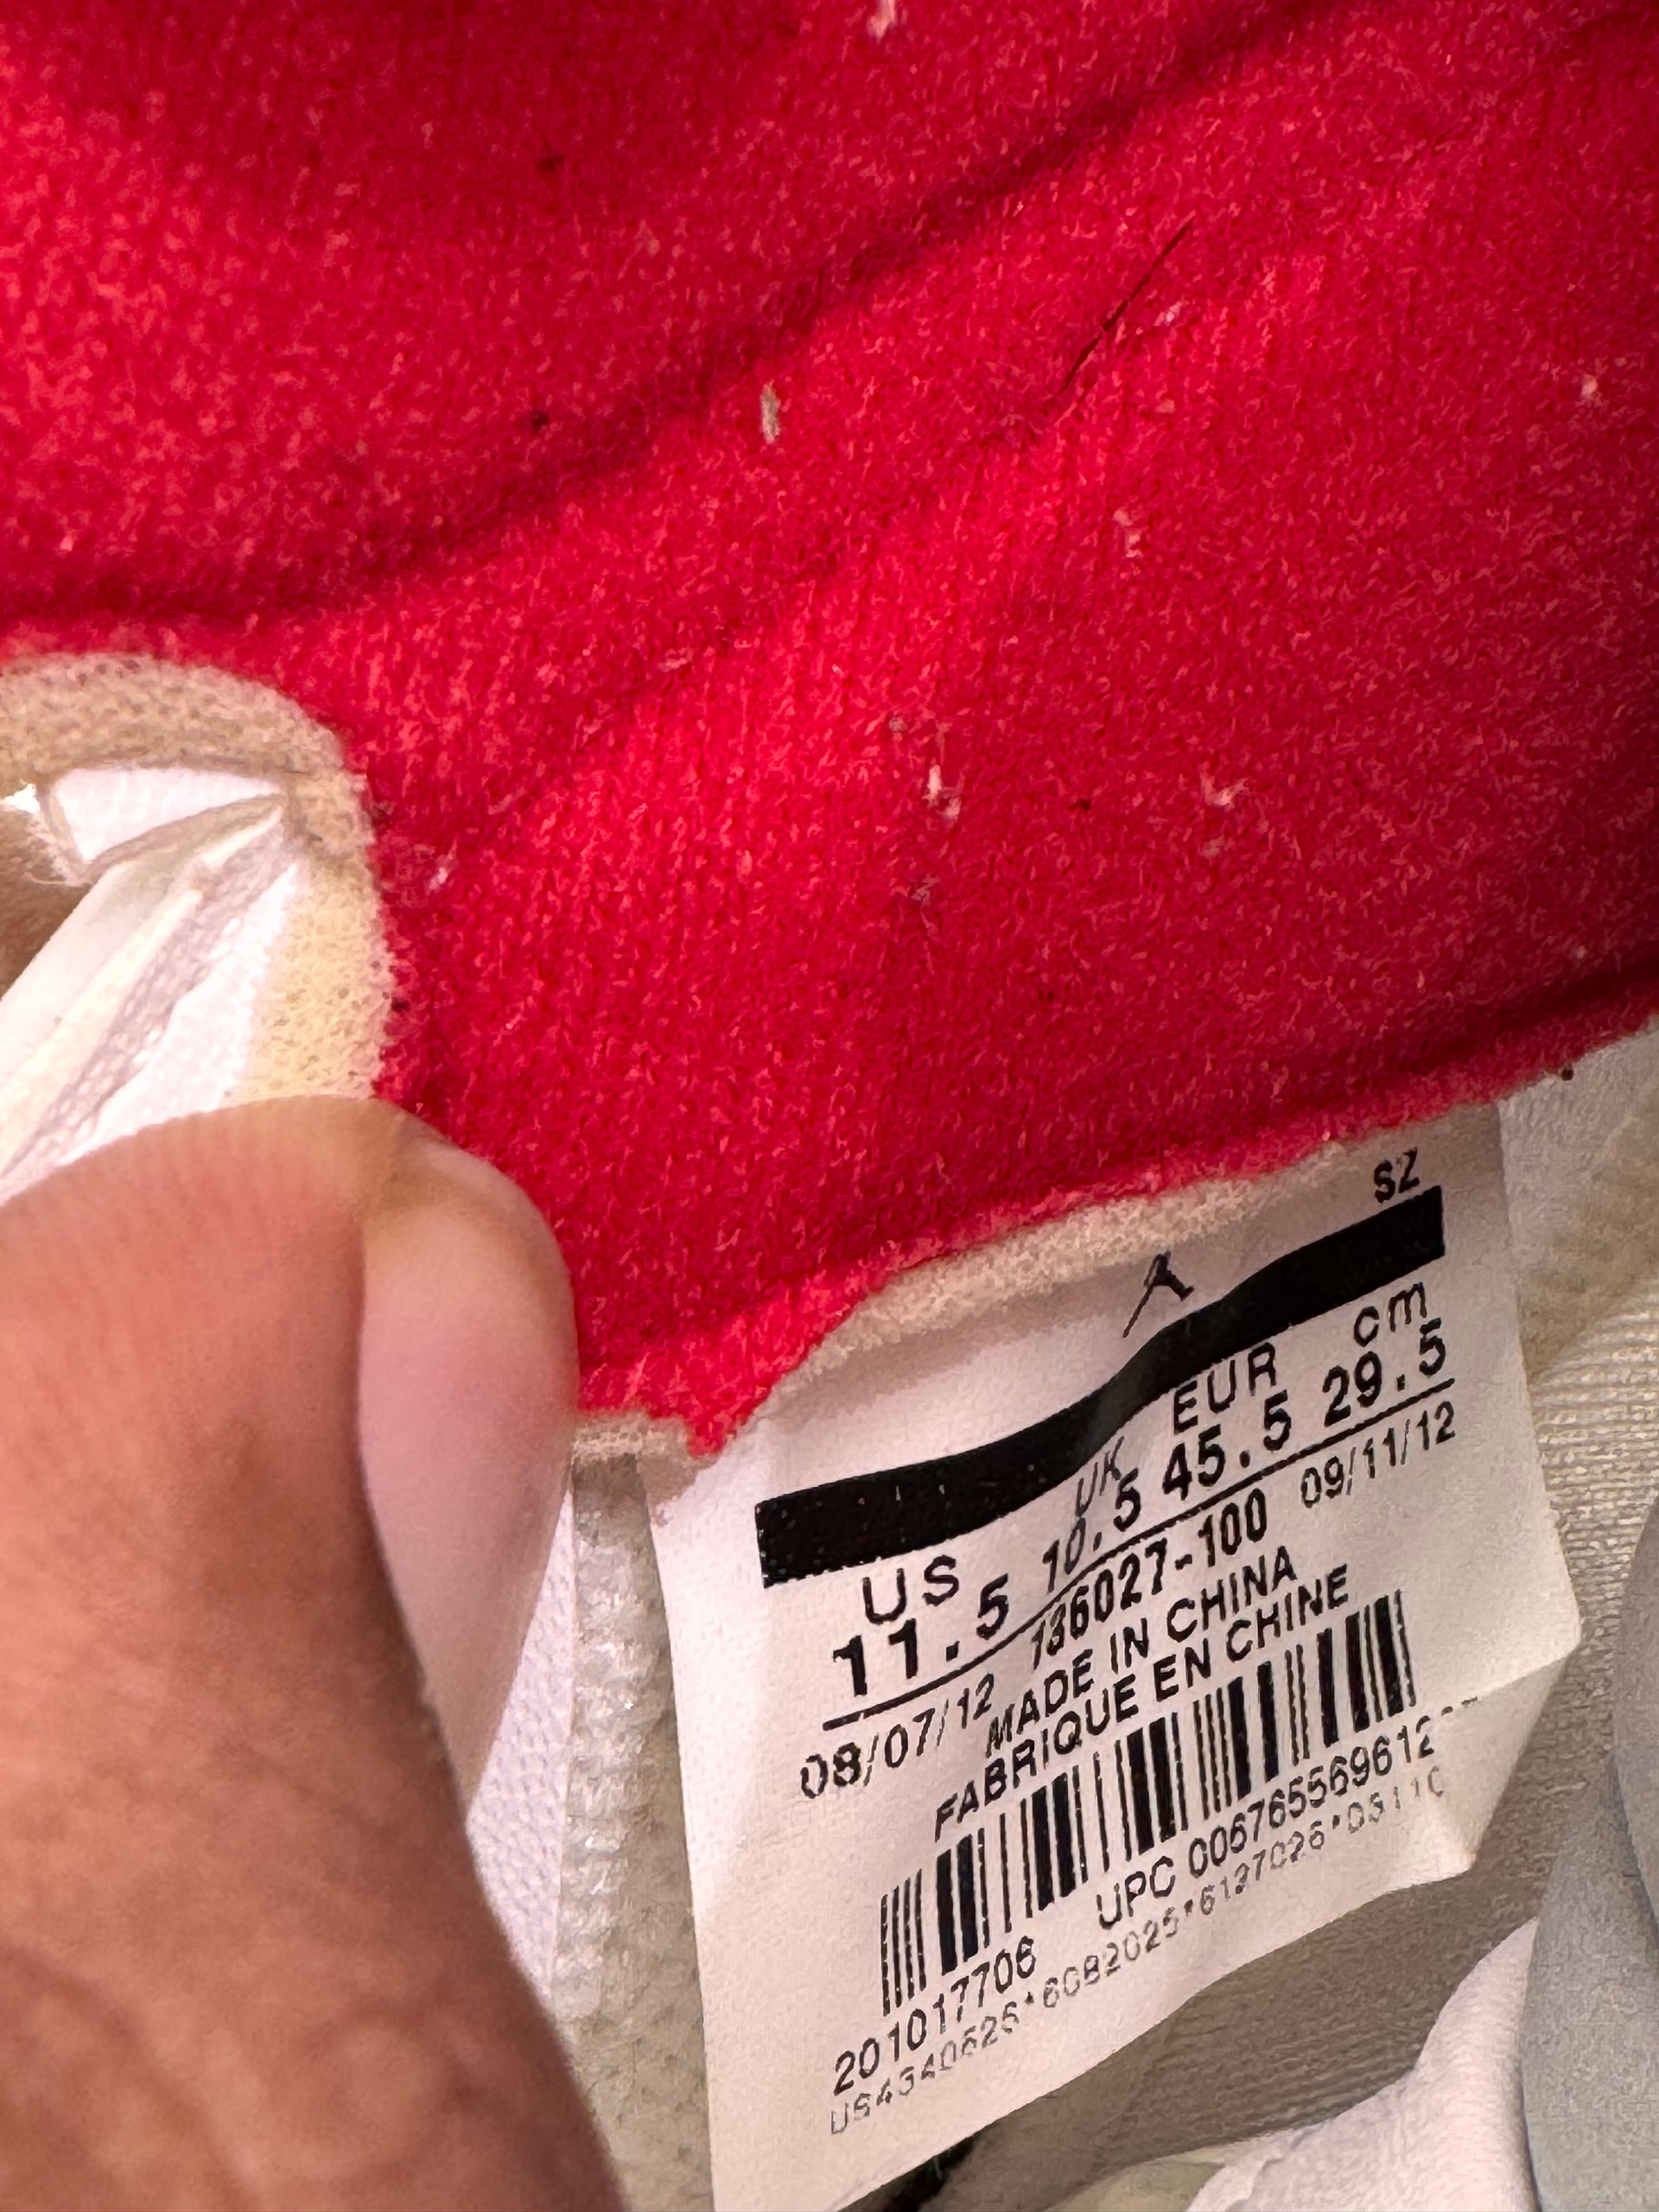 SZ
A
US UK EUR cm
11.5 10.5 45.5 29.5
08/07/12 136027-100 09/11/12
MADE IN CHINA
FABRIQUE EN CHINE
201017706 UPC